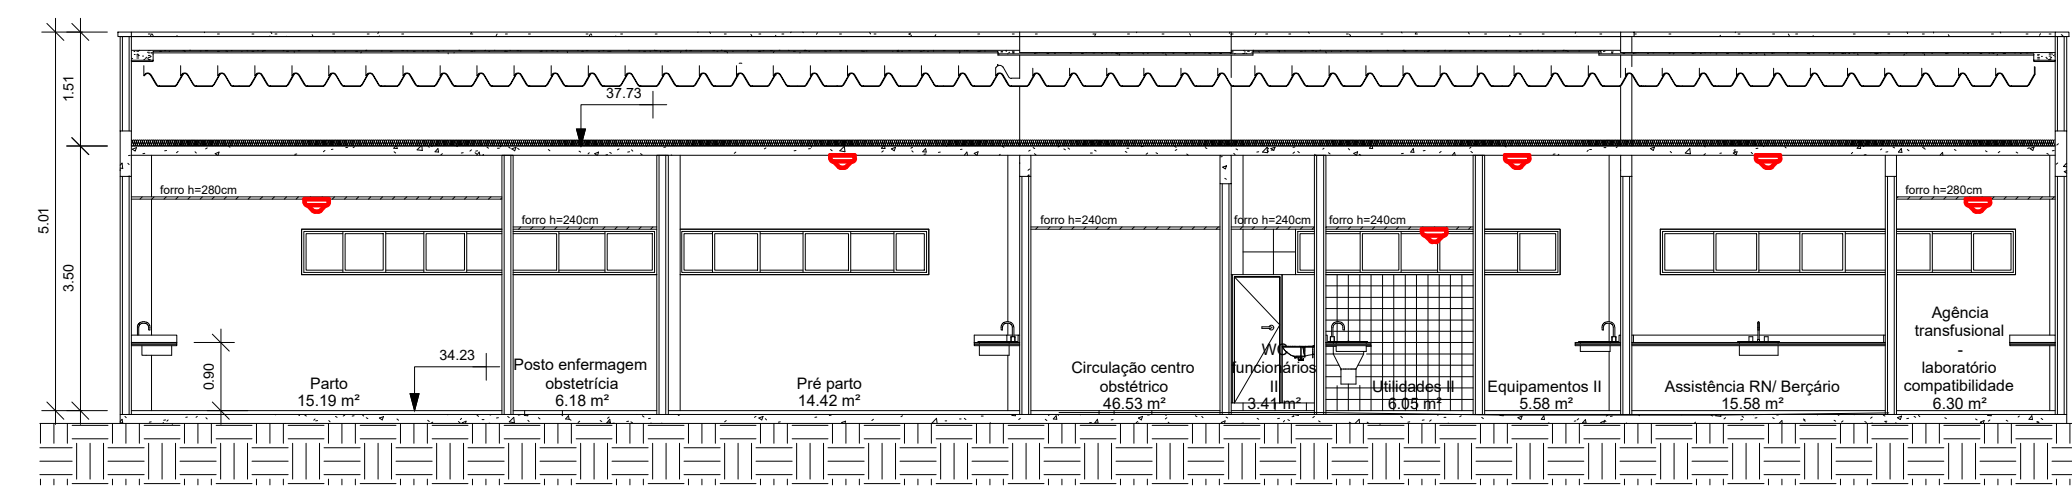 37.73
1.51
5.01
3.50
forro h=280cm
forro h=240cm
forro h=240cm
forro h=240cm
forro h=240cm
forro h=280cm
0.90
34.23
Parto
15.19 m²
Posto enfermagem
obstetrícia
6.18 m²
Pré parto
14.42 m²
Circulação centro
obstétrico
46.53 m²
WC
funcionários
II
3.41 m²
Utilidades II
6.05 m²
Equipamentos II
5.58 m²
Assistência RN/ Berçário
15.58 m²
Agência
transfusional
-
laboratório
compatibilidade
6.30 m²